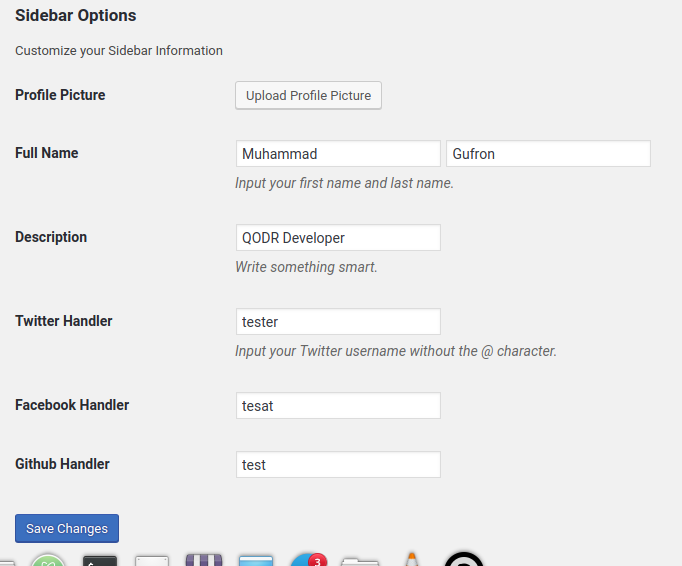 Sidebar Options
Customize your Sidebar Information
Profile Picture Upload Profile Picture
Full Name Muhammad Gufron
Input your first name and last name.
Description QODR Developer
Write something smart.
Twitter Handler tester
Input your Twitter username without the @ character.
Facebook Handler tesat
Github Handler test
Save Changes
3